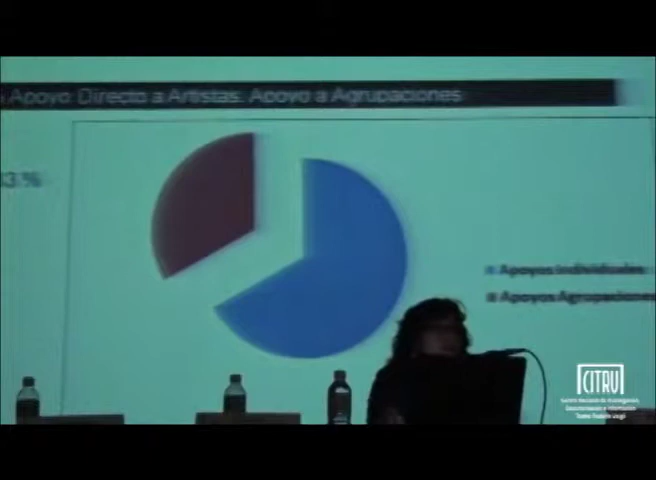 Apoyo Directo a Artistas. Apoyo a Agrupaciones
3%
Apoyos Individuales
Apoyos Agrupaciones
CITRU